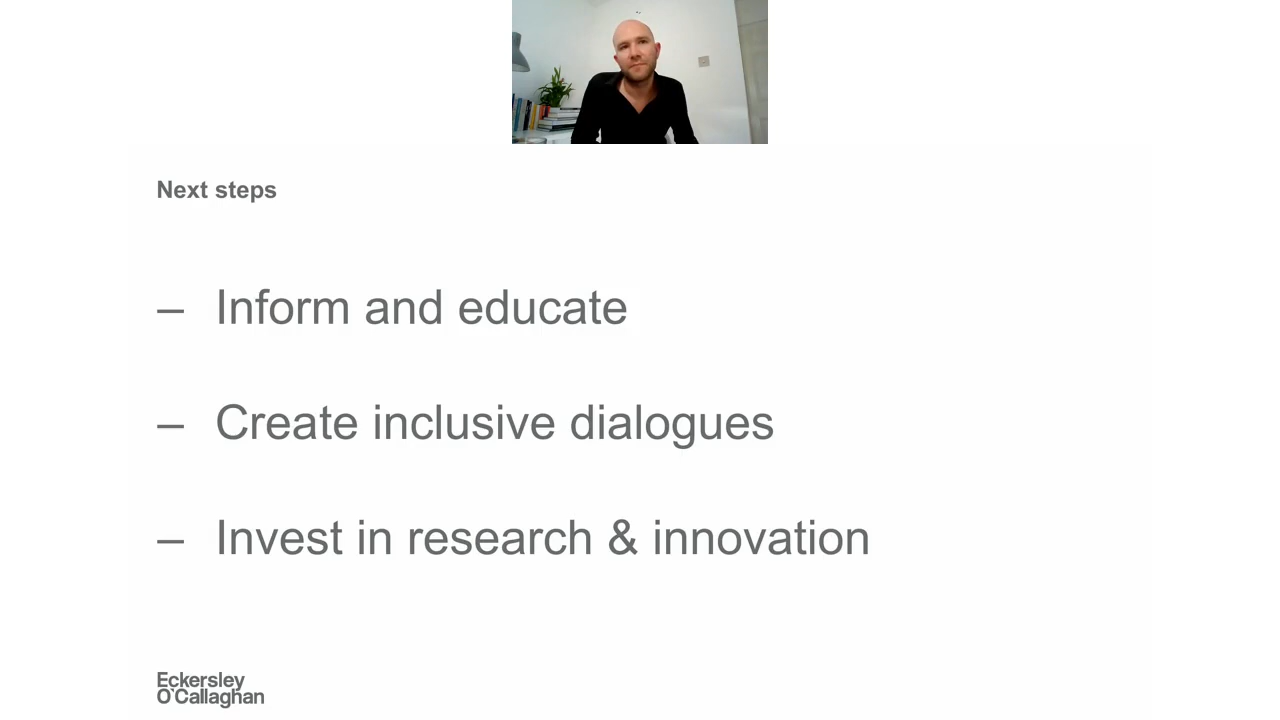 Next steps
– Inform and educate
– Create inclusive dialogues
– Invest in research & innovation
Eckersley
O'Callaghan